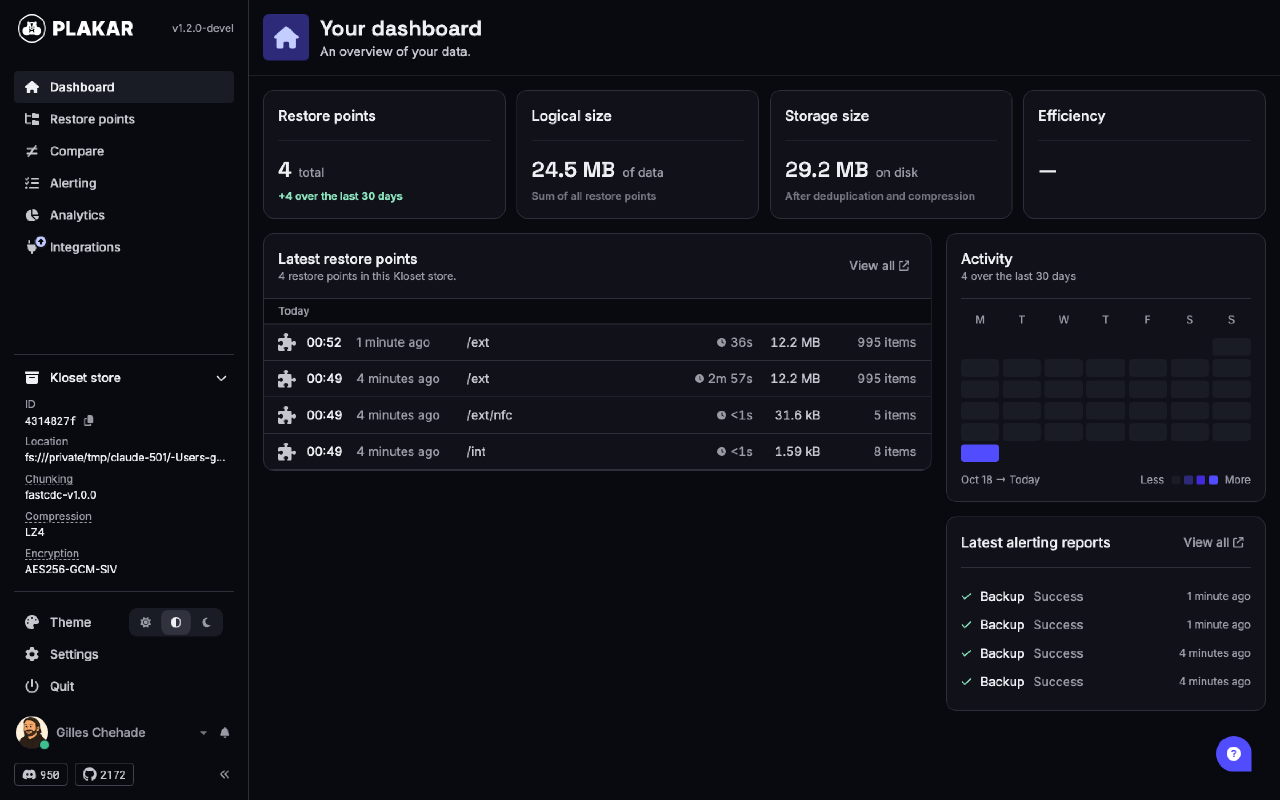 PLAKAR
v1.2.0-devel
Dashboard
Restore points
Compare
Alerting
Analytics
Integrations
Kloset store
ID
4314827f
Location
fs:///private/tmp/claude-501/-Users-g...
Chunking
fastcdc-v1.0.0
Compression
LZ4
Encryption
AES256-GCM-SIV
Theme
Settings
Quit
Gilles Chehade
950
2172
Your dashboard
An overview of your data.
Restore points
4 total
+4 over the last 30 days
Logical size
24.5 MB of data
Sum of all restore points
Storage size
29.2 MB on disk
After deduplication and compression
Efficiency
—
Latest restore points
4 restore points in this Kloset store.
View all
Today
00:52 1 minute ago /ext 36s 12.2 MB 995 items
00:49 4 minutes ago /ext 2m 57s 12.2 MB 995 items
00:49 4 minutes ago /ext/nfc <1s 31.6 kB 5 items
00:49 4 minutes ago /int <1s 1.59 kB 8 items
Activity
4 over the last 30 days
M T W T F S S
Oct 18 → Today
Less More
Latest alerting reports
View all
Backup Success 1 minute ago
Backup Success 1 minute ago
Backup Success 4 minutes ago
Backup Success 4 minutes ago
?